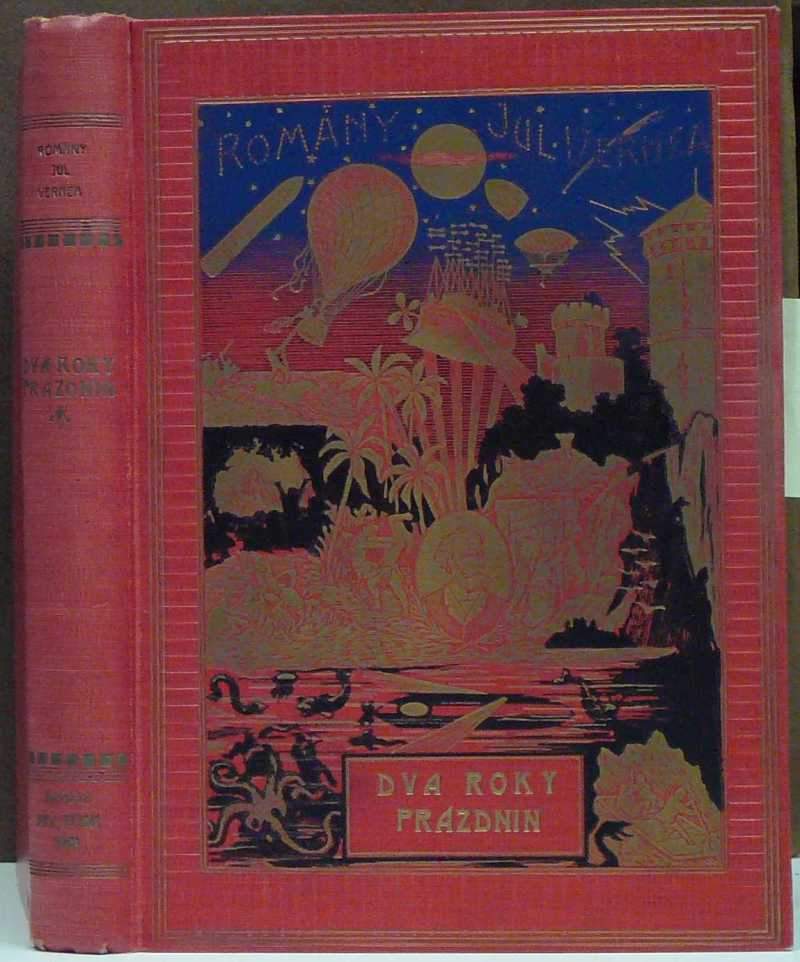 ROMÁNY
JUL
VERNEA
DVA ROKY
PRÁZDNIN
ROMÁNY JUL. VERNEA
DVA ROKY
PRÁZDNIN